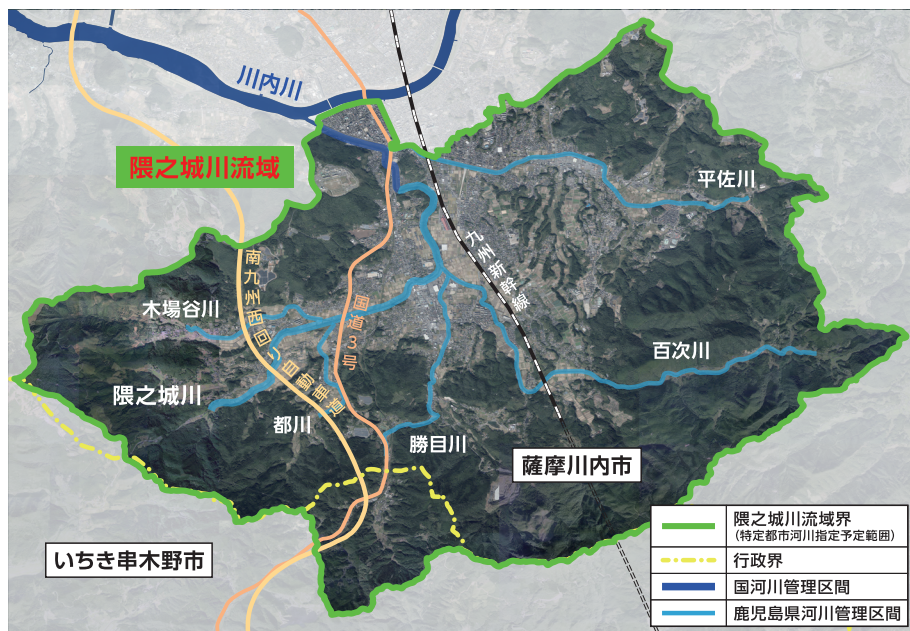 川内川
隈之城川流域
平佐川
九州新幹線
南九州西回り自動車道
木場谷川
国道3号
百次川
隈之城川
都川
勝目川
薩摩川内市
いちき串木野市
隈之城川流域界
（特定都市河川指定予定範囲）
行政界
国河川管理区間
鹿児島県河川管理区間